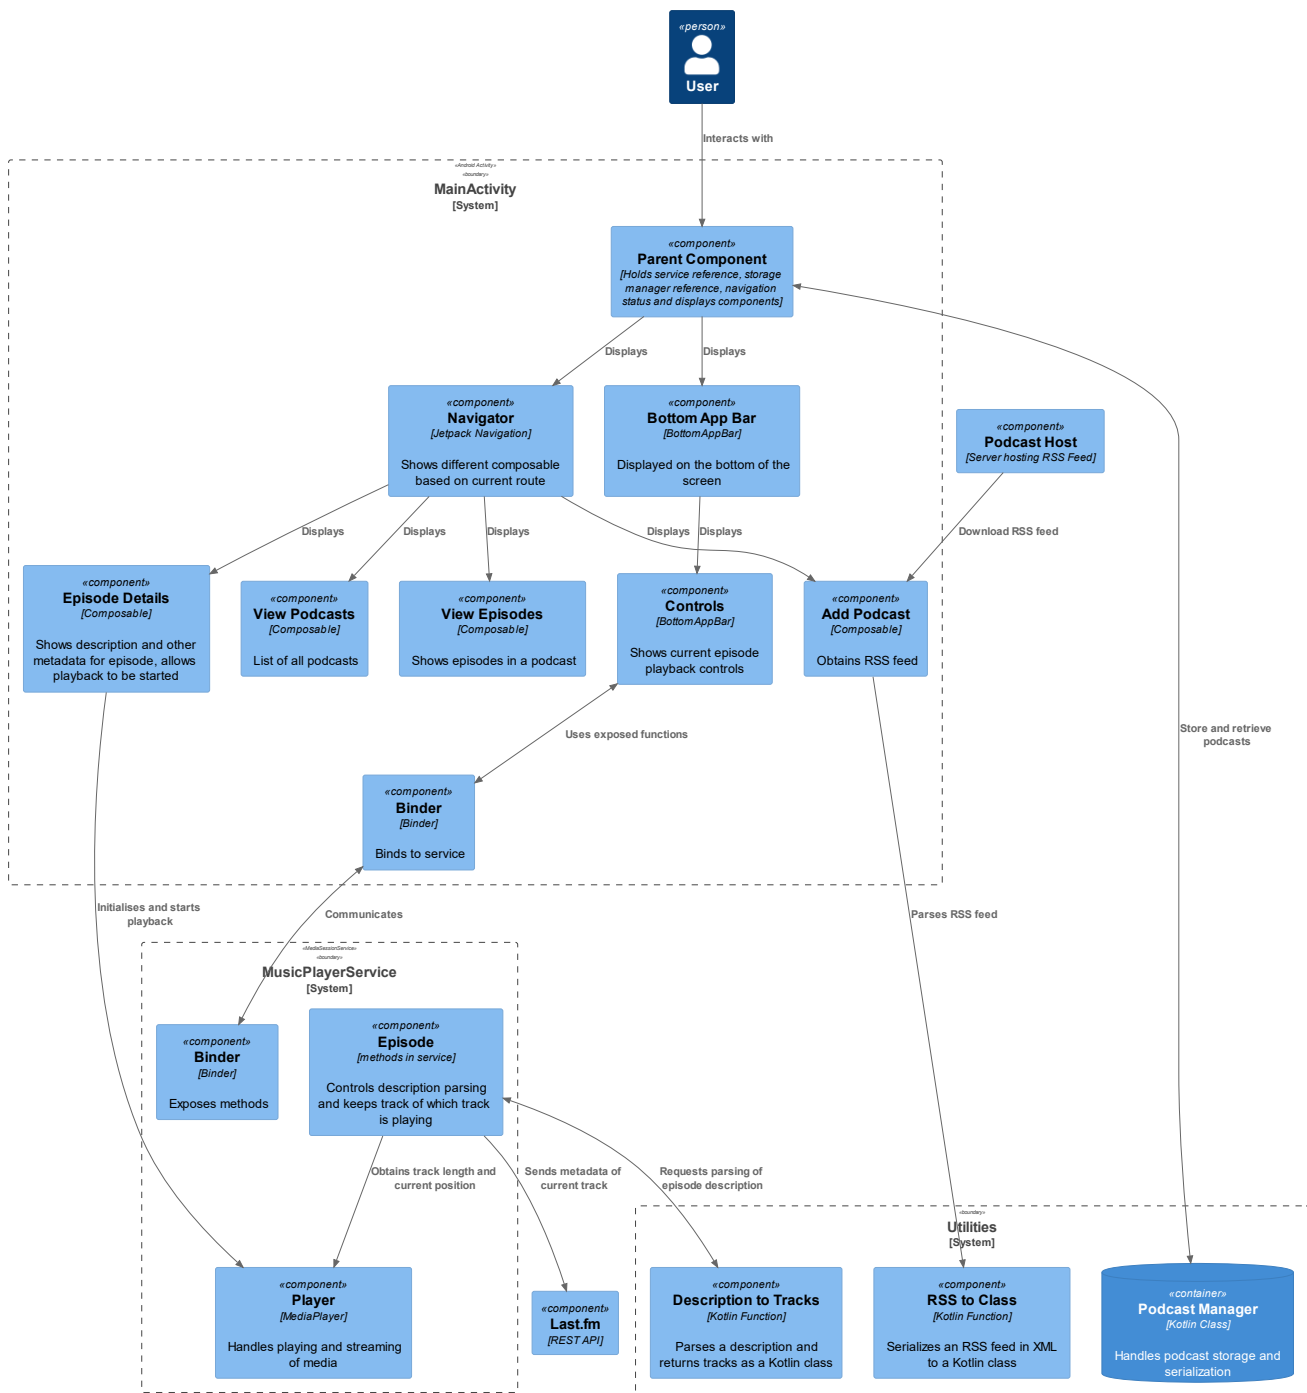 «person»
User
Interacts with
«Android Activity»
«boundary»
MainActivity
[System]
«component»
Parent Component
[Holds service reference, storage
manager reference, navigation
status and displays components]
Displays
Displays
«component»
Navigator
[Jetpack Navigation]
Shows different composable
based on current route
«component»
Bottom App Bar
[BottomAppBar]
Displayed on the bottom of the
screen
«component»
Podcast Host
[Server hosting RSS Feed]
Displays
Displays
Displays
Displays
Displays
Download RSS feed
«component»
Episode Details
[Composable]
Shows description and other
metadata for episode, allows
playback to be started
«component»
View Podcasts
[Composable]
List of all podcasts
«component»
View Episodes
[Composable]
Shows episodes in a podcast
«component»
Controls
[BottomAppBar]
Shows current episode
playback controls
«component»
Add Podcast
[Composable]
Obtains RSS feed
Uses exposed functions
Store and retrieve
podcasts
«component»
Binder
[Binder]
Binds to service
Initialises and starts
playback
Communicates
Parses RSS feed
«MediaSessionService»
«boundary»
MusicPlayerService
[System]
«component»
Binder
[Binder]
Exposes methods
«component»
Episode
[methods in service]
Controls description parsing
and keeps track of which track
is playing
Obtains track length and
current position
Sends metadata of
current track
Requests parsing of
episode description
«boundary»
Utilities
[System]
«component»
Player
[MediaPlayer]
Handles playing and streaming
of media
«component»
Last.fm
[REST API]
«component»
Description to Tracks
[Kotlin Function]
Parses a description and
returns tracks as a Kotlin class
«component»
RSS to Class
[Kotlin Function]
Serializes an RSS feed in XML
to a Kotlin class
«container»
Podcast Manager
[Kotlin Class]
Handles podcast storage and
serialization